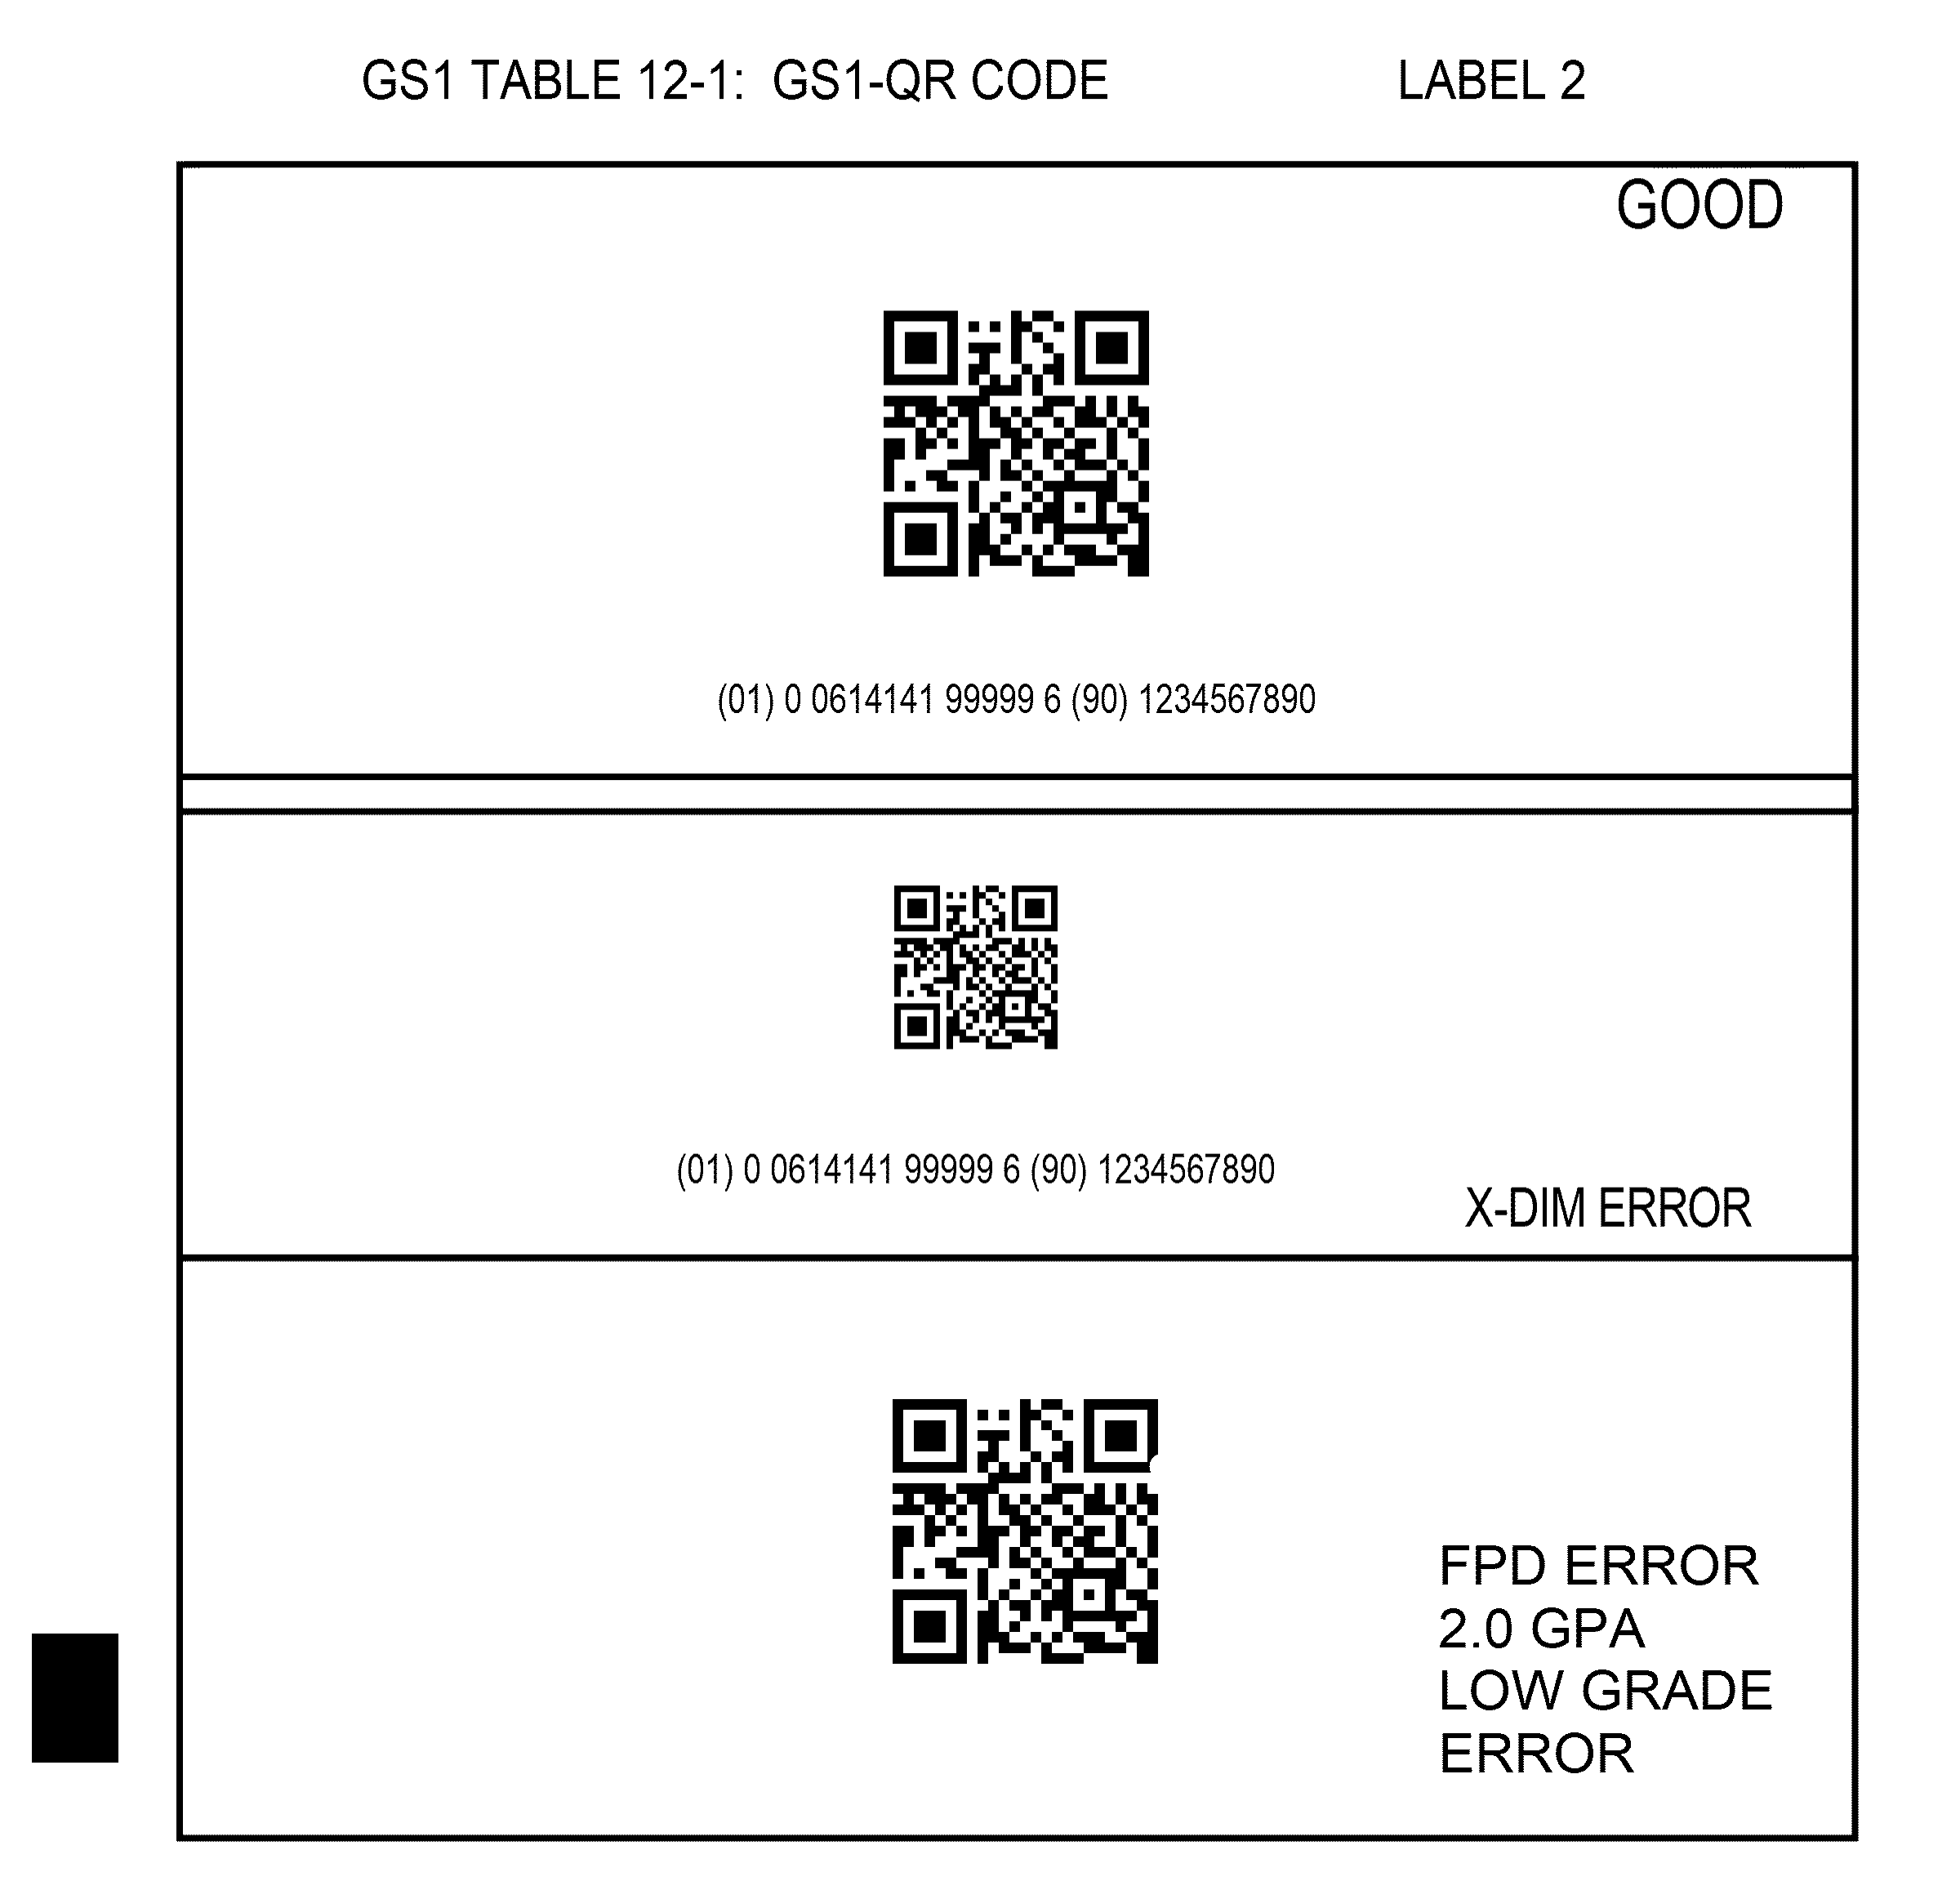 GS1 TABLE 12-1: GS1-QR CODE LABEL 2
GOOD
(01) 0 0614141 99999 6 (90) 1234567890
(01) 0 0614141 99999 6 (90) 1234567890
X-DIM ERROR
FPD ERROR
2.0 GPA
LOW GRADE
ERROR